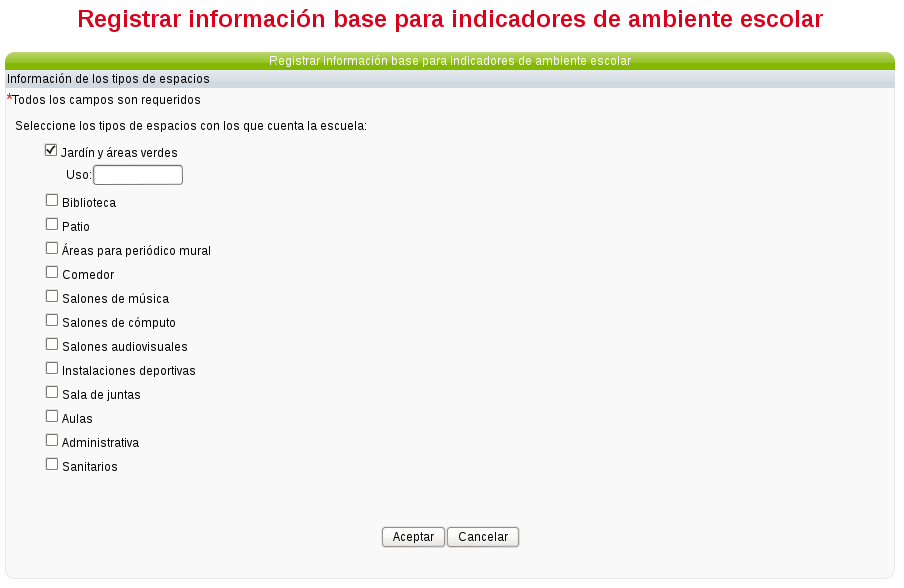 Registrar información base para indicadores de ambiente escolar
Registrar información base para indicadores de ambiente escolar
Información de los tipos de espacios
*Todos los campos son requeridos
Seleccione los tipos de espacios con los que cuenta la escuela:
Jardín y áreas verdes
Uso:
Biblioteca
Patio
Áreas para periódico mural
Comedor
Salones de música
Salones de cómputo
Salones audiovisuales
Instalaciones deportivas
Sala de juntas
Aulas
Administrativa
Sanitarios
Aceptar Cancelar